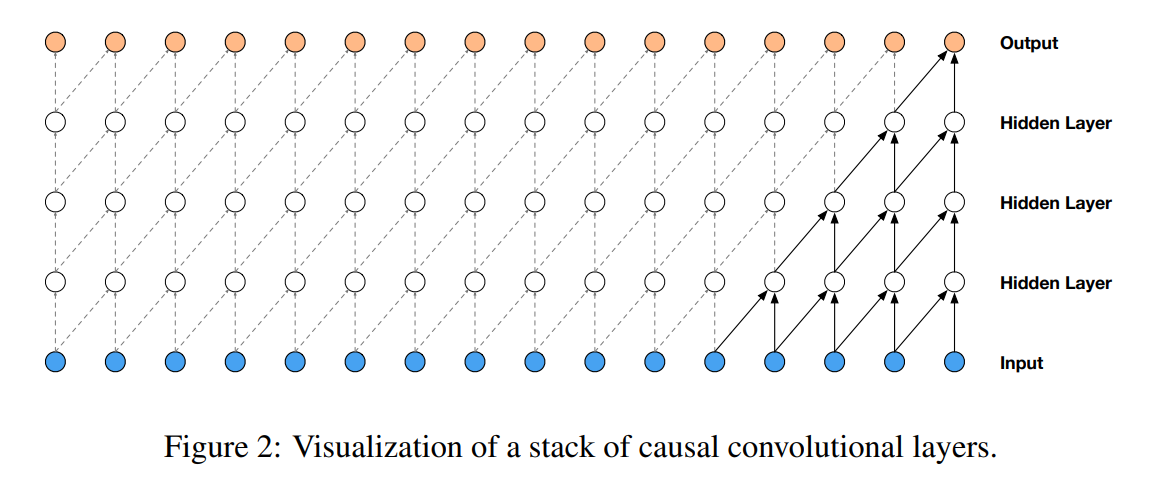 Output
Hidden Layer
Hidden Layer
Hidden Layer
Input
Figure 2: Visualization of a stack of causal convolutional layers.